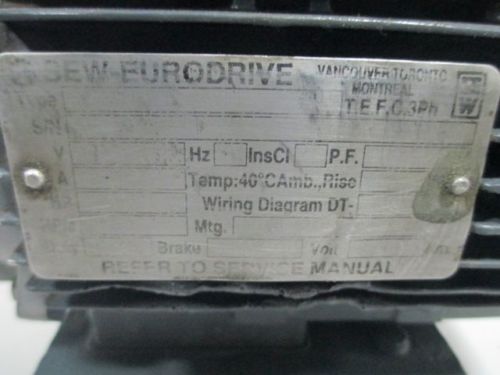 SEW-EURODRIVE VANCOUVER TORONTO
MONTREAL
T.E.F.C.3Ph
V Hz InsCl P.F.
A Temp:40°CAmb.,Rise
Wiring Diagram DT-
Mtg.
Brake Volt
REFER TO SERVICE MANUAL